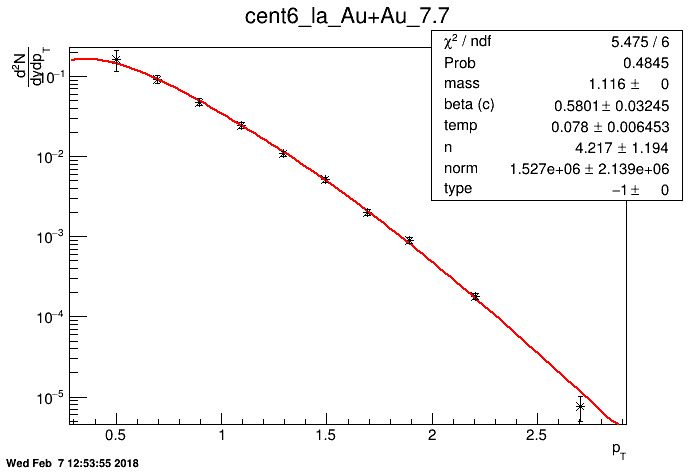 cent6_la_Au+Au_7.7
χ² / ndf 5.475 / 6
Prob 0.4845
mass 1.116 ± 0
beta (c) 0.5801 ± 0.03245
temp 0.078 ± 0.006453
n 4.217 ± 1.194
norm 1.527e+06 ± 2.139e+06
type −1 ± 0
d²N
dydp_T
10⁻¹
10⁻²
10⁻³
10⁻⁴
10⁻⁵
0.5 1 1.5 2 2.5
p_T
Wed Feb 7 12:53:55 2018